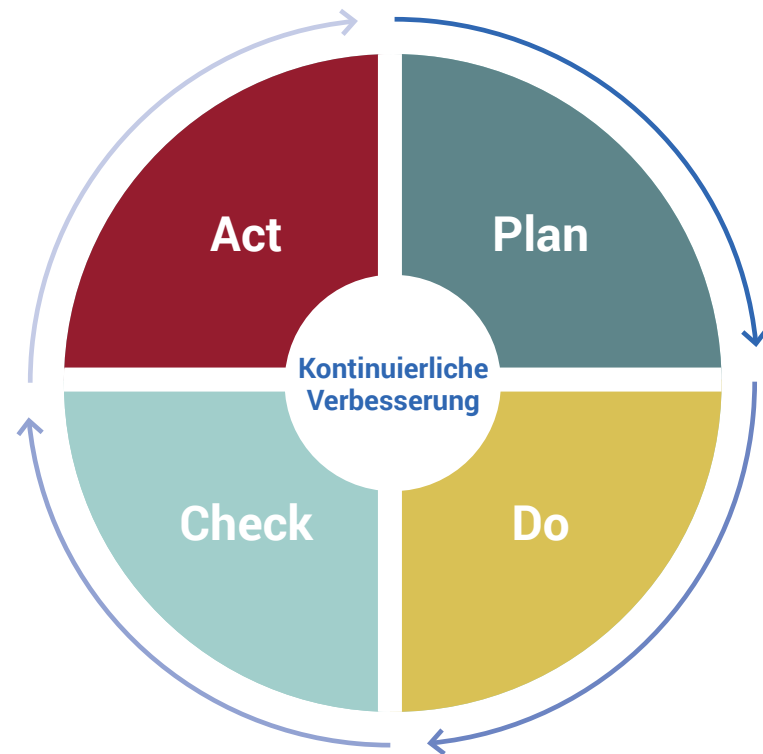 Act
Plan
Kontinuierliche
Verbesserung
Check
Do